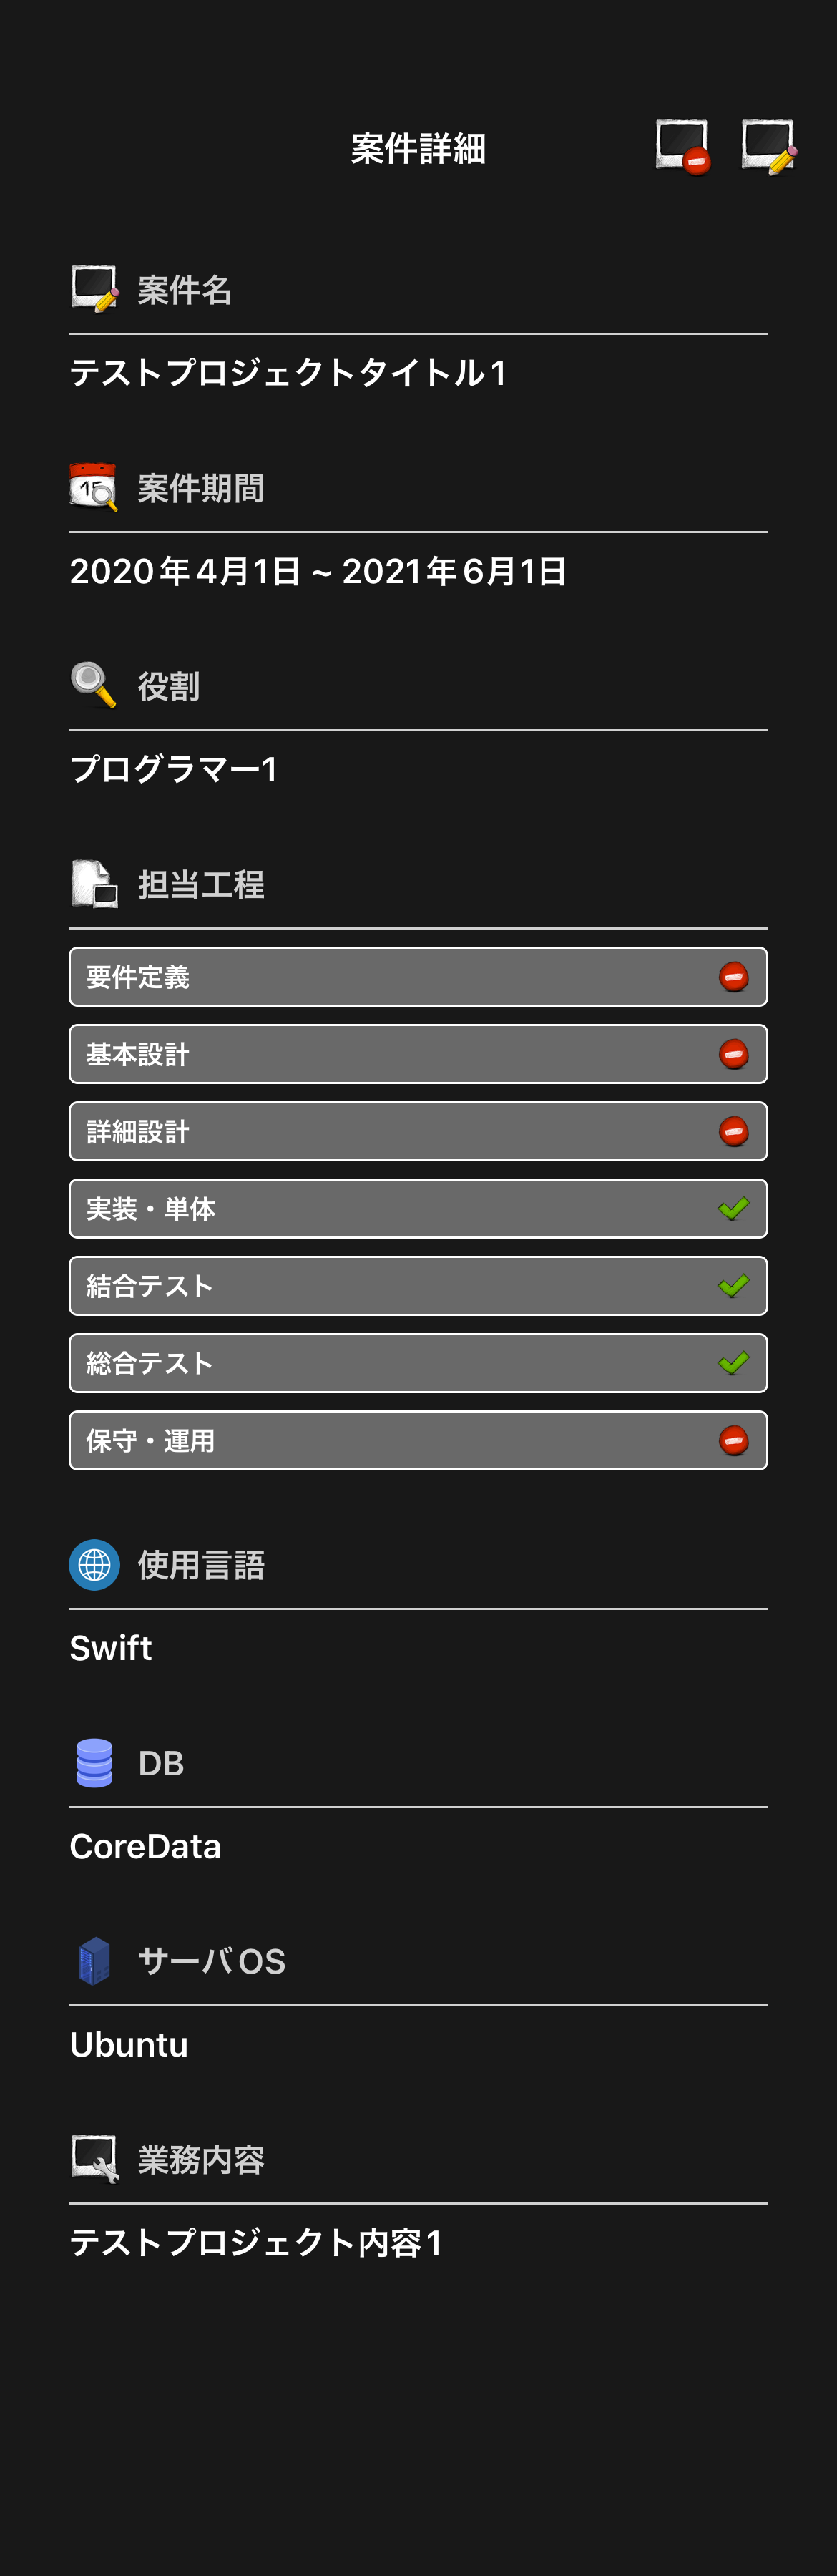 案件詳細
案件名
テストプロジェクトタイトル1
案件期間
2020年4月1日 ~ 2021年6月1日
役割
プログラマー1
担当工程
要件定義
基本設計
詳細設計
実装・単体
結合テスト
総合テスト
保守・運用
使用言語
Swift
DB
CoreData
サーバOS
Ubuntu
業務内容
テストプロジェクト内容1